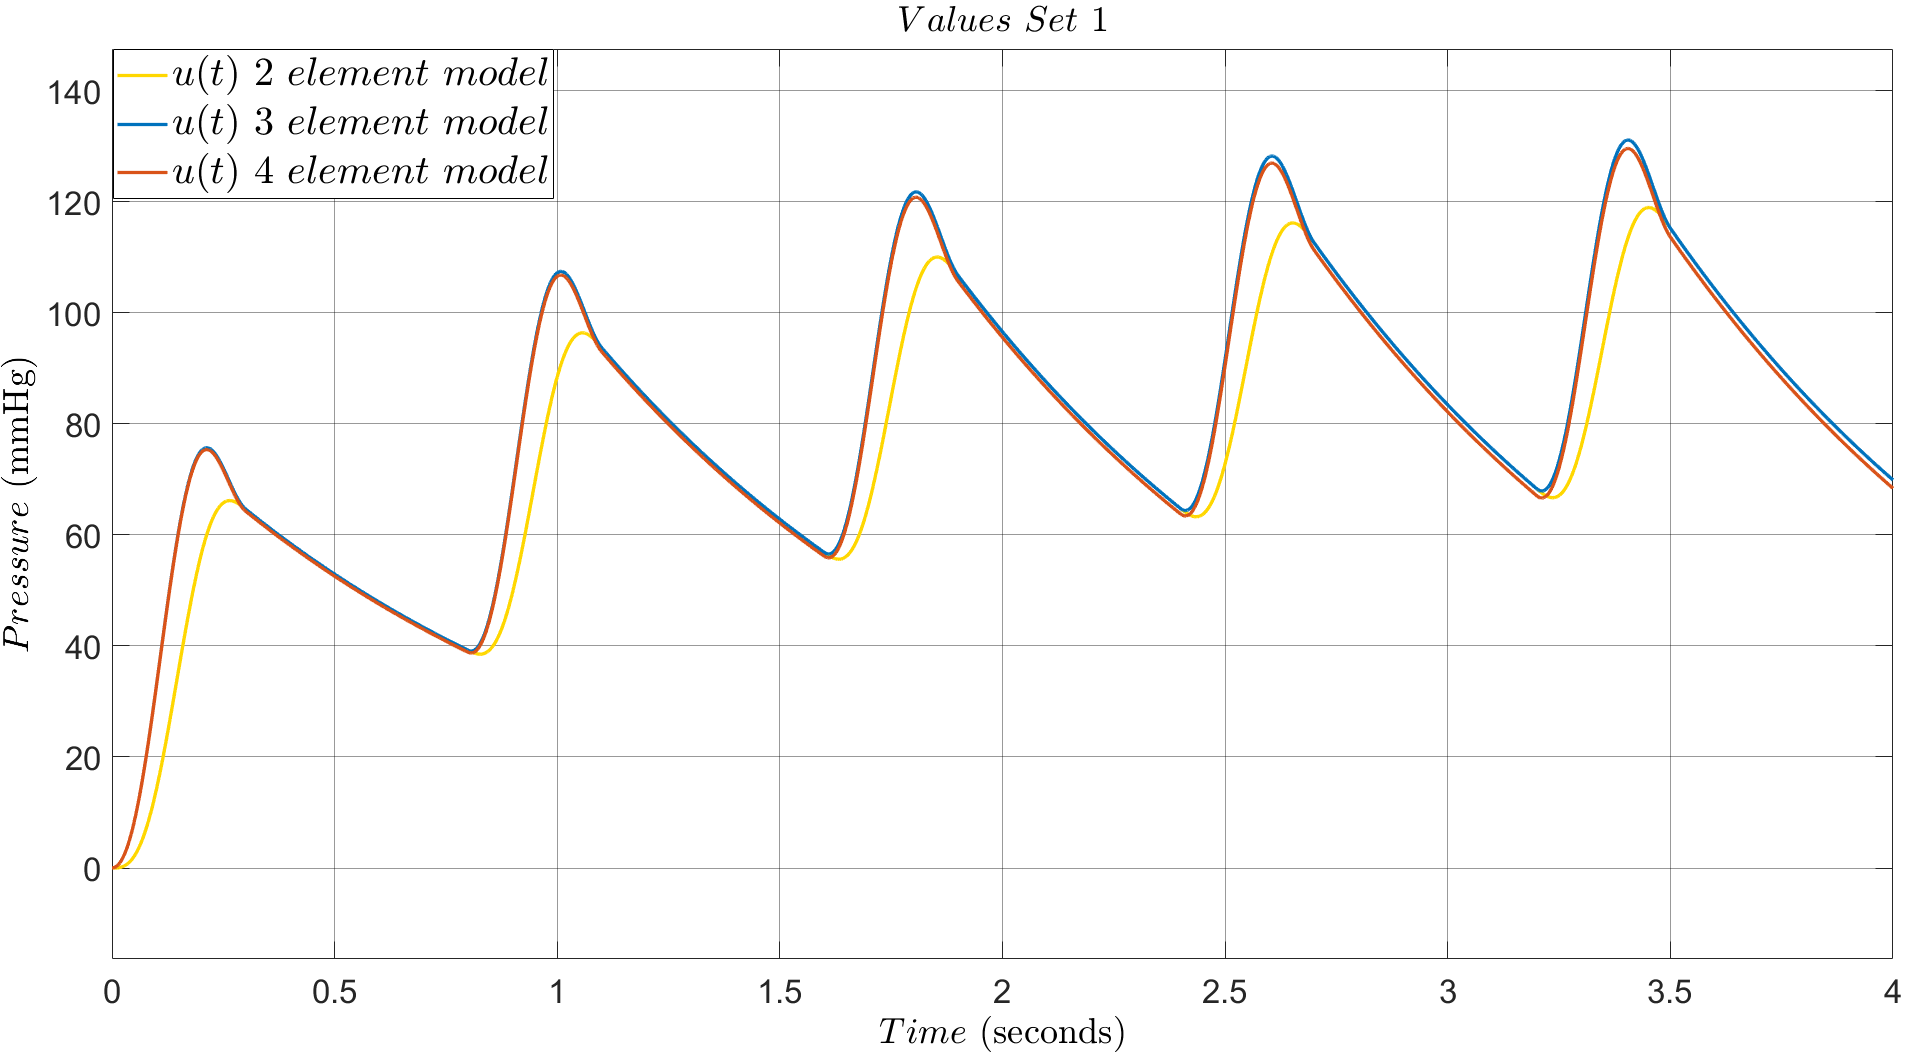 Values Set 1
u(t) 2 element model
u(t) 3 element model
u(t) 4 element model
140
120
100
80
60
40
20
0
Pressure (mmHg)
0 0.5 1 1.5 2 2.5 3 3.5 4
Time (seconds)